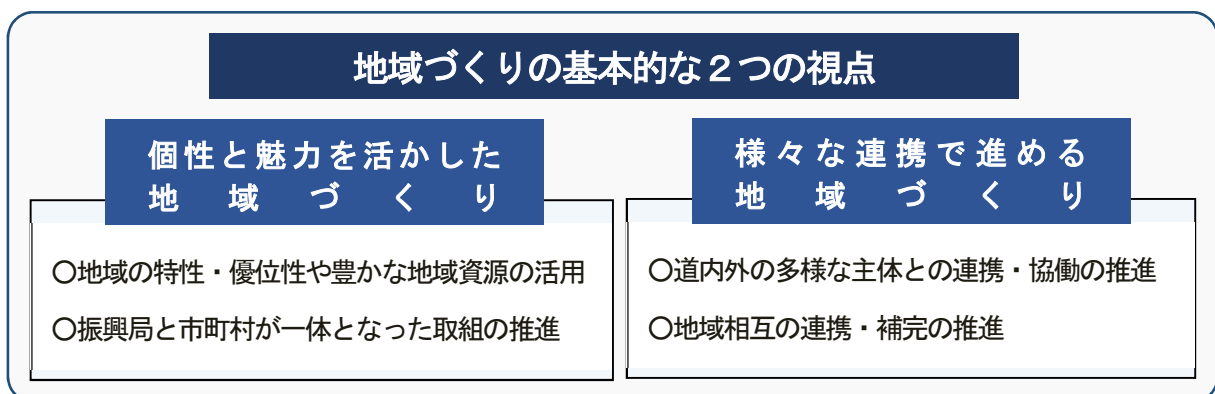 地域づくりの基本的な２つの視点
個性と魅力を活かした
地域づくり
〇地域の特性・優位性や豊かな地域資源の活用
〇振興局と市町村が一体となった取組の推進
様々な連携で進める
地域づくり
〇道内外の多様な主体との連携・協働の推進
〇地域相互の連携・補完の推進